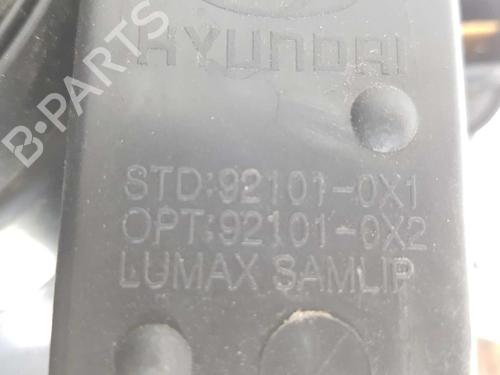 HYUNDAI
B-PARTS
STD:92101-0X1
OPT:92101-0X2
LUMAX SAMLIP